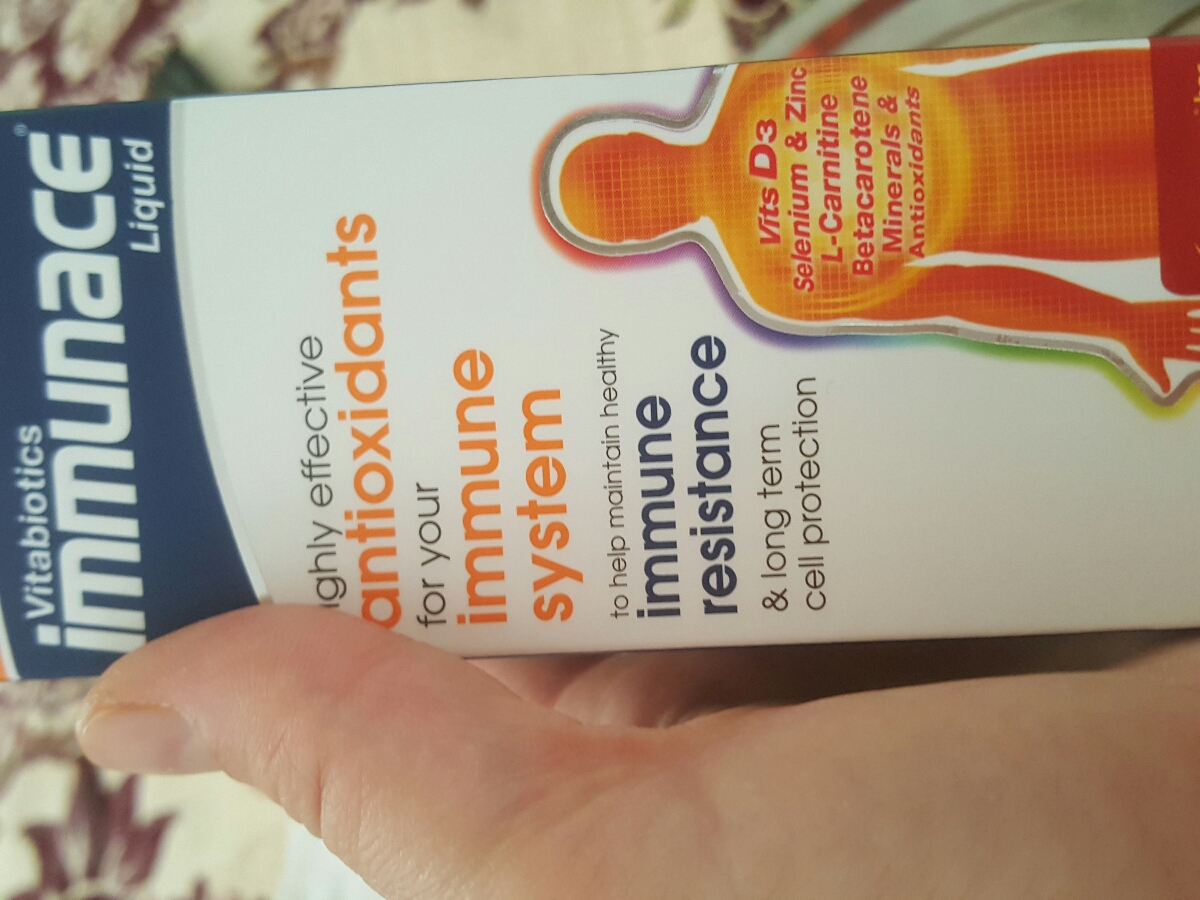 Vitabiotics
immunace®
Liquid
ighly effective
antioxidants
for your
immune
system
to help maintain healthy
immune
resistance
& long term
cell protection
Vits D3
Selenium & Zinc
L-Carnitine
Betacarotene
Minerals &
Antioxidants